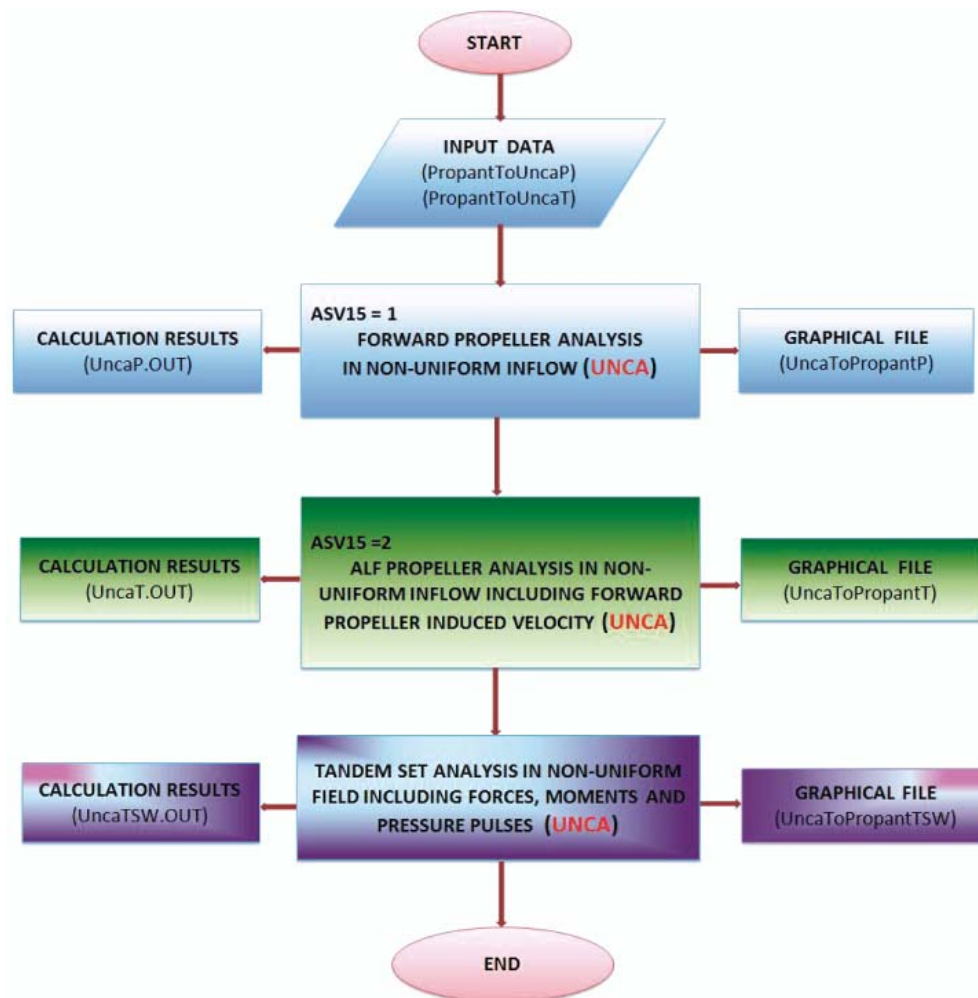 START
INPUT DATA
(PropantToUncaP)
(PropantToUncaT)
ASV15 = 1
FORWARD PROPELLER ANALYSIS
IN NON-UNIFORM INFLOW (UNCA)
CALCULATION RESULTS
(UncaP.OUT)
GRAPHICAL FILE
(UncaToPropantP)
ASV15 =2
ALF PROPELLER ANALYSIS IN NON-
UNIFORM INFLOW INCLUDING FORWARD
PROPELLER INDUCED VELOCITY (UNCA)
CALCULATION RESULTS
(UncaT.OUT)
GRAPHICAL FILE
(UncaToPropantT)
TANDEM SET ANALYSIS IN NON-UNIFORM
FIELD INCLUDING FORCES, MOMENTS AND
PRESSURE PULSES (UNCA)
CALCULATION RESULTS
(UncaTSW.OUT)
GRAPHICAL FILE
(UncaToPropantTSW)
END